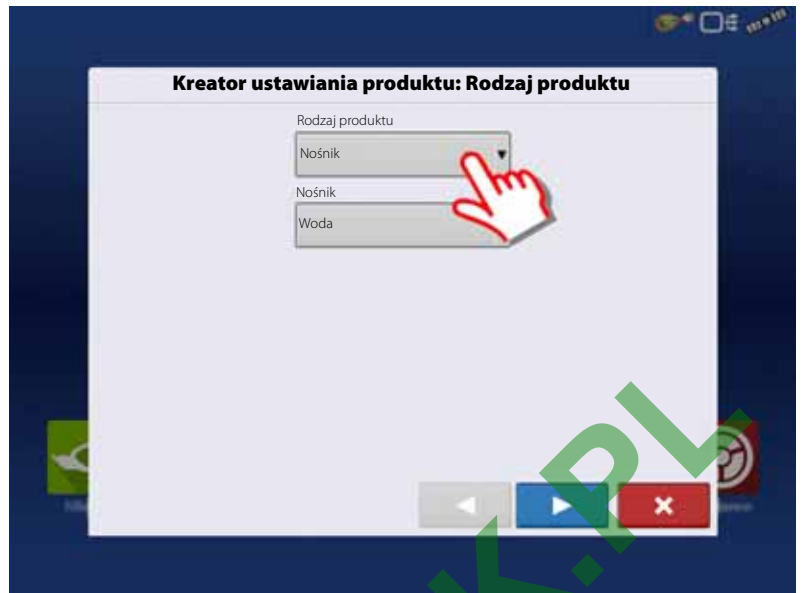 Kreator ustawiania produktu: Rodzaj produktu
Rodzaj produktu
Nośnik
Nośnik
Woda
K.PL